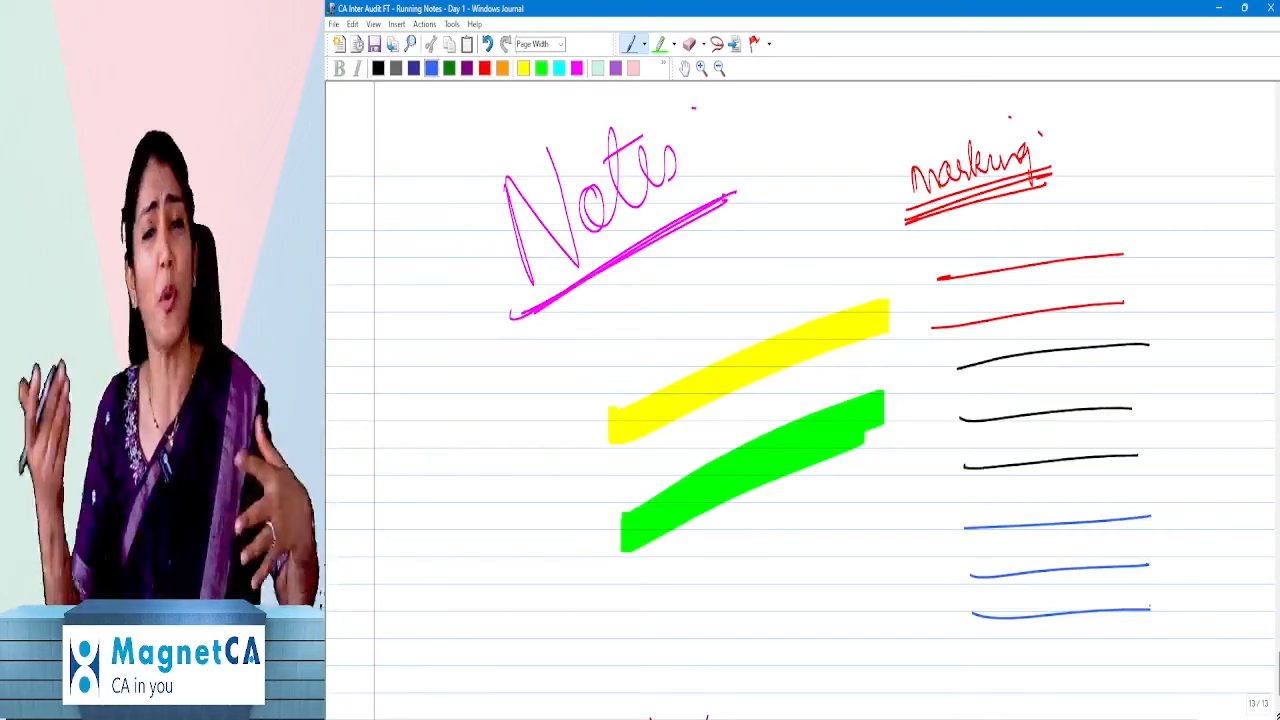 CA Inter Audit FT - Running Notes - Day 1 - Windows Journal
File Edit View Insert Actions Tools Help
Page Width
B I
Notes
marking
MagnetCA
CA in you
13 / 13